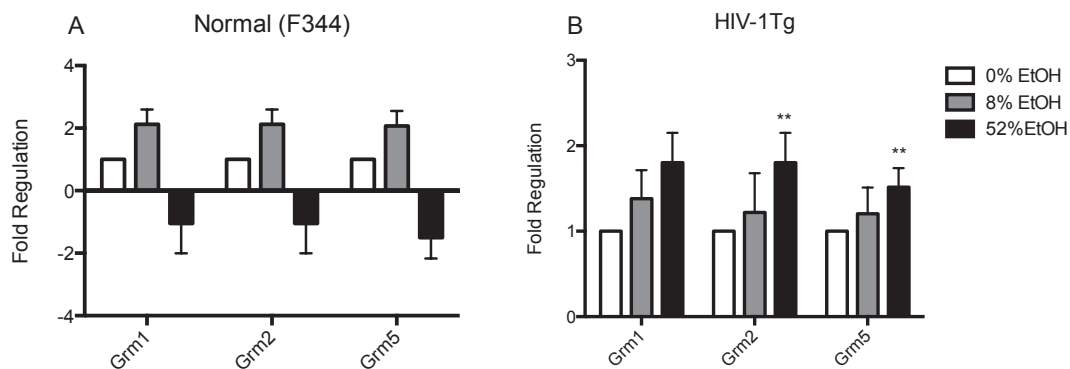 A
Normal (F344)
Fold Regulation
4
2
0
-2
-4
Grm1
Grm2
Grm5
B
HIV-1Tg
Fold Regulation
3
2
1
0
**
**
Grm1
Grm2
Grm5
0% EtOH
8% EtOH
52%EtOH